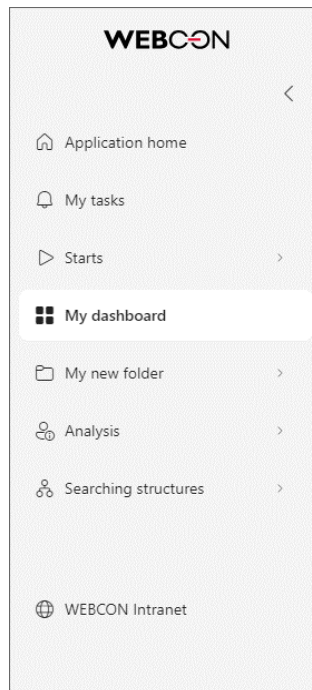 WEBCON
Application home
My tasks
Starts
My dashboard
My new folder
Analysis
Searching structures
WEBCON Intranet